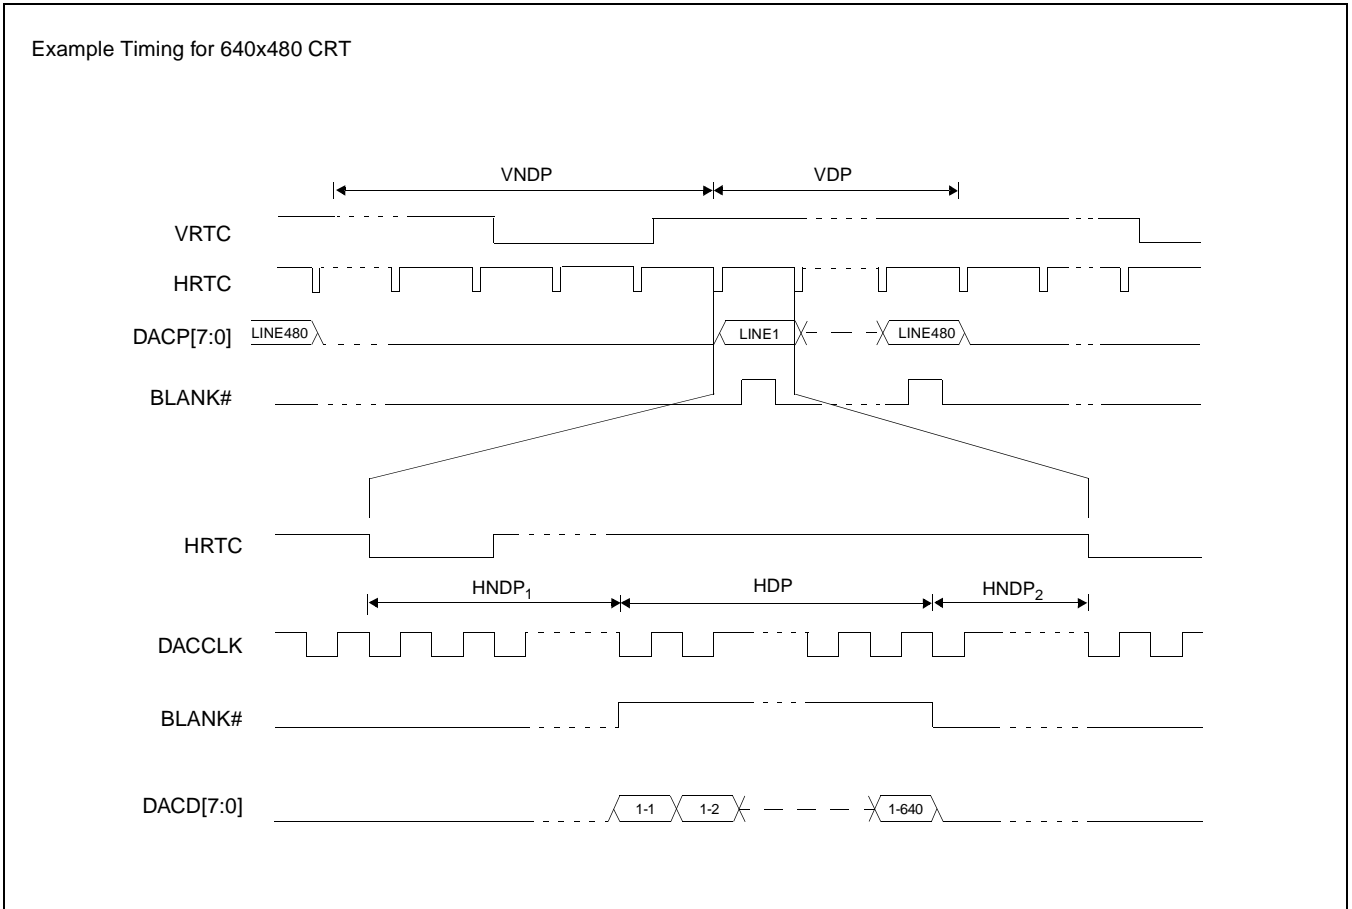 Example Timing for 640x480 CRT
VNDP VDP
VRTC
HRTC
DACP[7:0] LINE480 LINE1 LINE480
BLANK#
HRTC
HNDP1 HDP HNDP2
DACCLK
BLANK#
DACD[7:0] 1-1 1-2 1-640